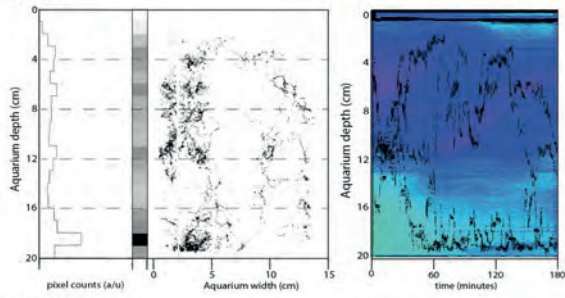 0
4
8
12
16
20
Aquarium depth (cm)
pixel counts (a/u)
0 5 10 15
Aquarium width (cm)
0
4
8
12
16
20
Aquarium depth (cm)
0 60 120 180
time (minutes)